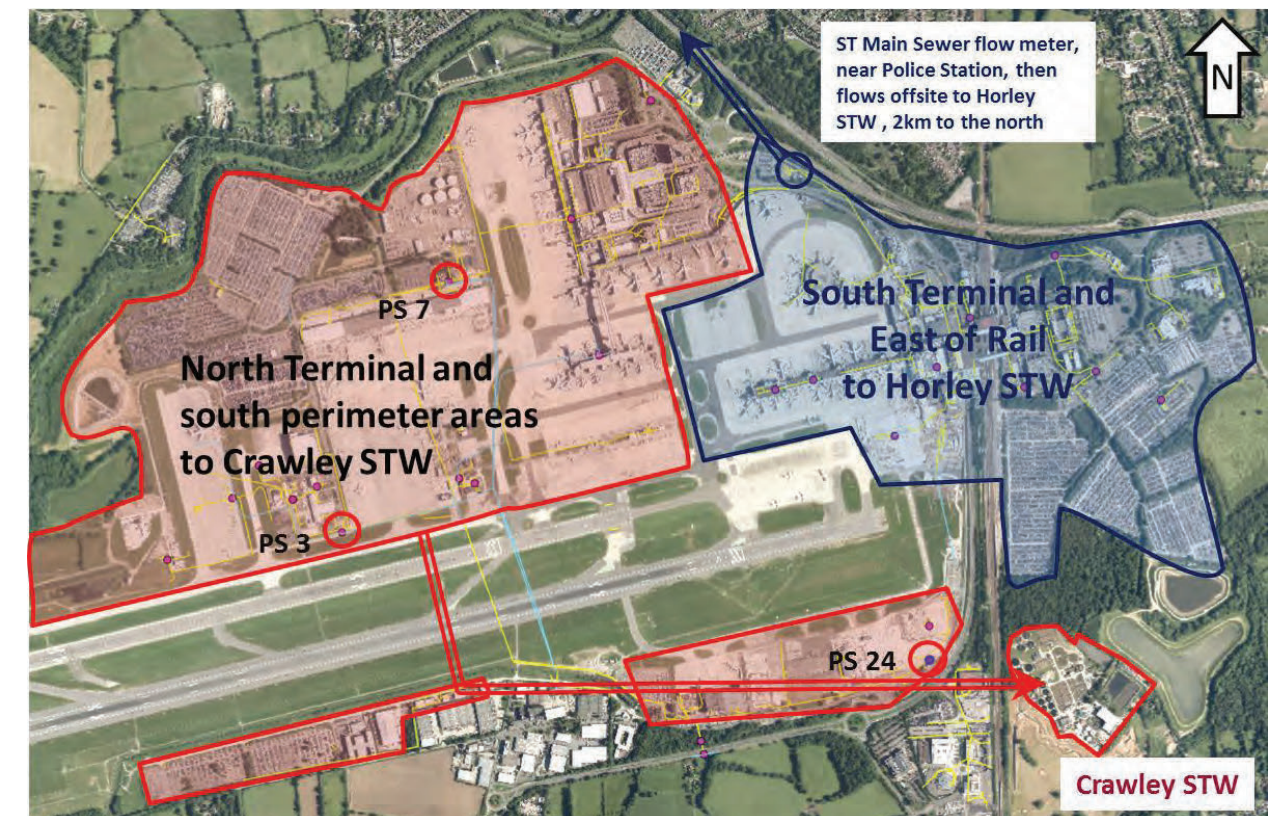 ST Main Sewer flow meter,
near Police Station, then
flows offsite to Horley
STW , 2km to the north
N
PS 7
South Terminal and
East of Rail
to Horley STW
North Terminal and
south perimeter areas
to Crawley STW
PS 3
PS 24
Crawley STW